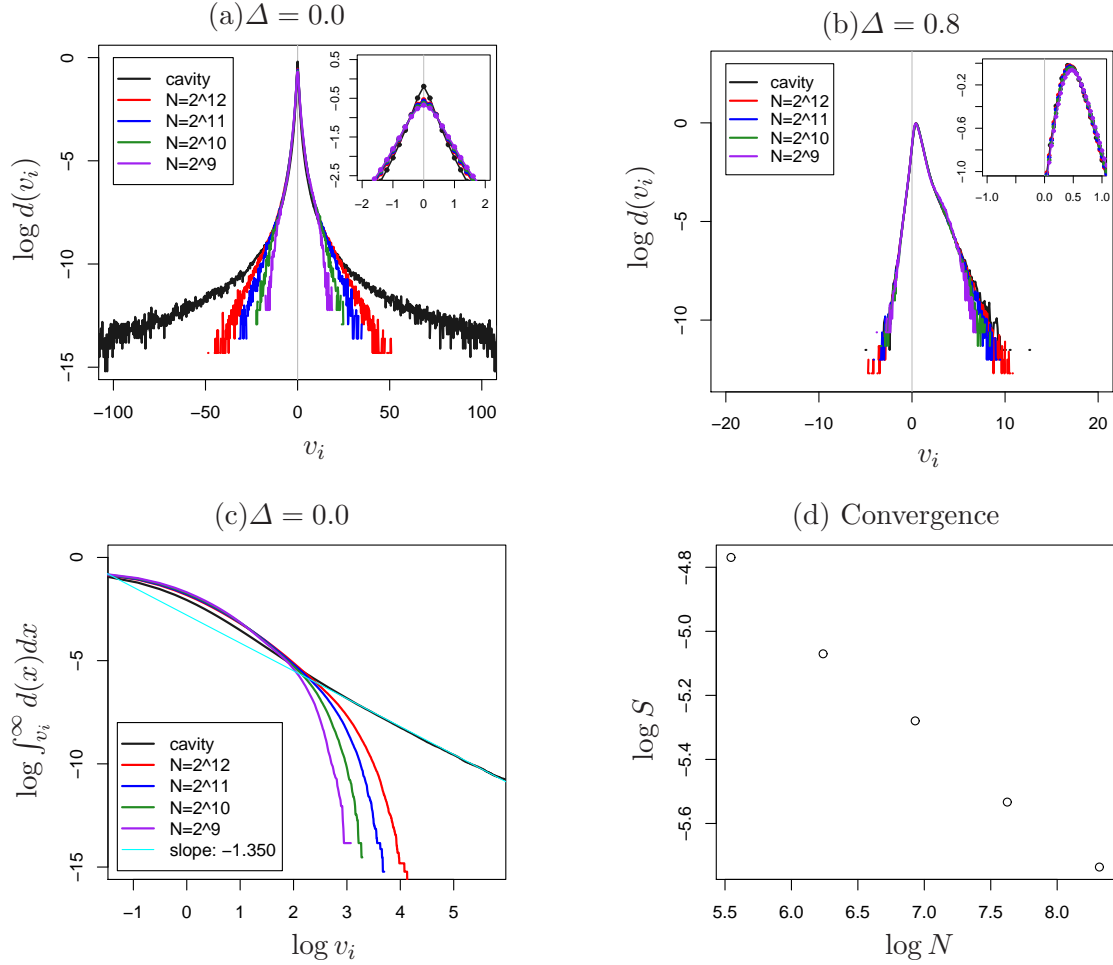 (a)Δ = 0.0
log d(v_i)
0
−5
−10
−15
cavity
N=2^12
N=2^11
N=2^10
N=2^9
0.5
−0.5
−1.5
−2.5
−2 −1 0 1 2
−100 −50 0 50 100
v_i
(b)Δ = 0.8
log d(v_i)
0
−5
−10
cavity
N=2^12
N=2^11
N=2^10
N=2^9
−0.2
−0.6
−1.0
−1.0 0.0 0.5 1.0
−20 −10 0 10 20
v_i
(c)Δ = 0.0
log ∫_{v_i}^∞ d(x)dx
0
−5
−10
−15
cavity
N=2^12
N=2^11
N=2^10
N=2^9
slope: −1.350
−1 0 1 2 3 4 5
log v_i
(d) Convergence
log S
−4.8
−5.0
−5.2
−5.4
−5.6
5.5 6.0 6.5 7.0 7.5 8.0
log N